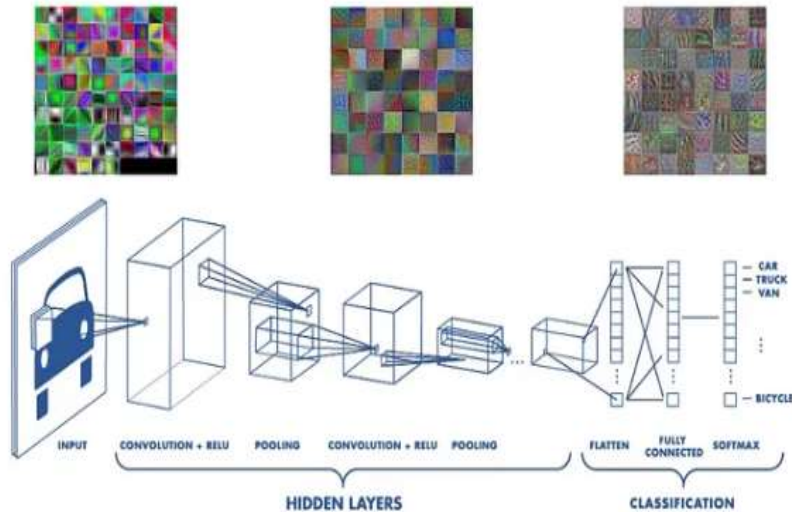 CAR
TRUCK
VAN
BICYCLE
INPUT
CONVOLUTION + RELU
POOLING
CONVOLUTION + RELU
POOLING
FLATTEN
FULLY
CONNECTED
SOFTMAX
HIDDEN LAYERS
CLASSIFICATION